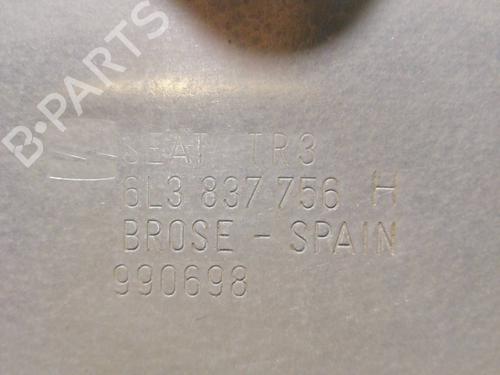 B-PARTS
SEAT TR3
6L3 837 756 H
BROSE - SPAIN
990698